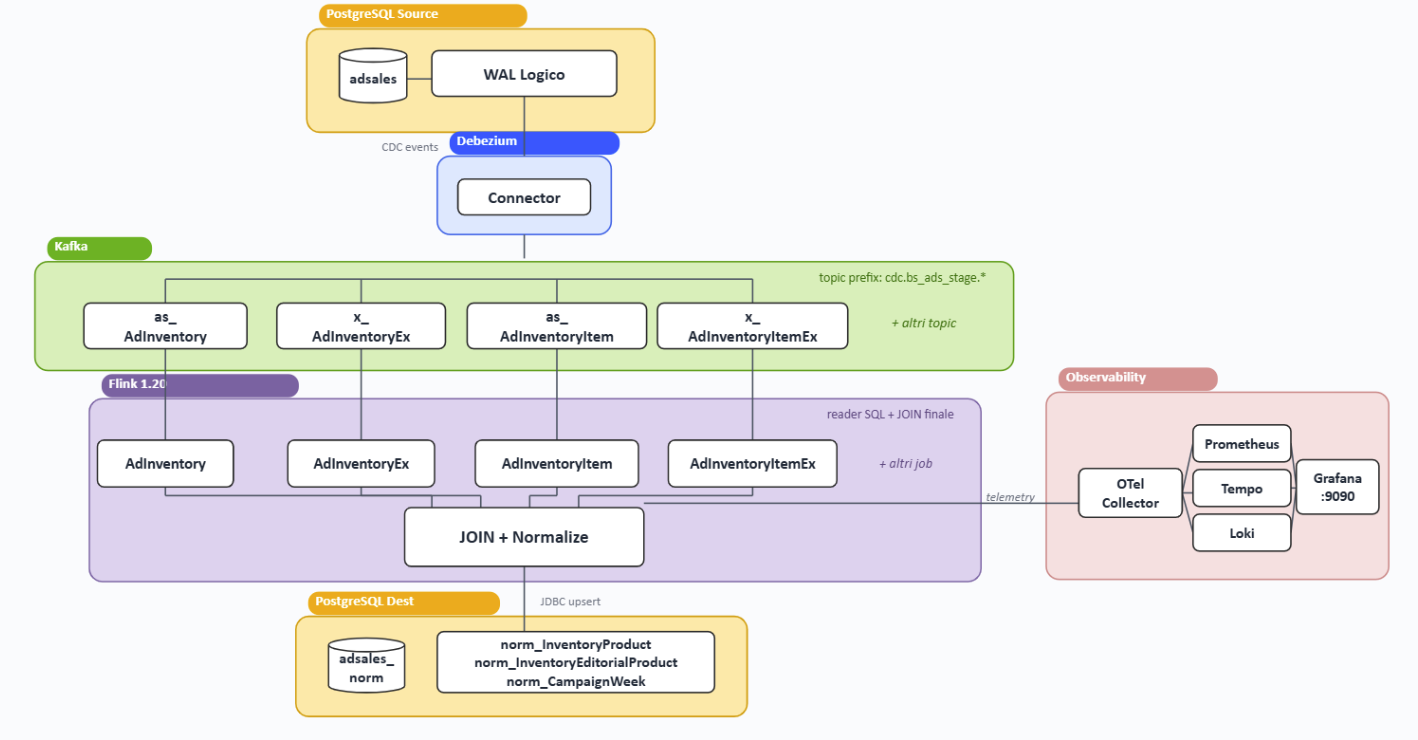 PostgreSQL Source
adsales
WAL Logico
CDC events
Debezium
Connector
Kafka
topic prefix: cdc.bs_ads_stage.*
as_
AdInventory
x_
AdInventoryEx
as_
AdInventoryItem
x_
AdInventoryItemEx
+ altri topic
Flink 1.20
reader SQL + JOIN finale
AdInventory
AdInventoryEx
AdInventoryItem
AdInventoryItemEx
+ altri job
JOIN + Normalize
telemetry
Observability
OTel
Collector
Prometheus
Tempo
Loki
Grafana
:9090
PostgreSQL Dest
JDBC upsert
adsales_
norm
norm_InventoryProduct
norm_InventoryEditorialProduct
norm_CampaignWeek